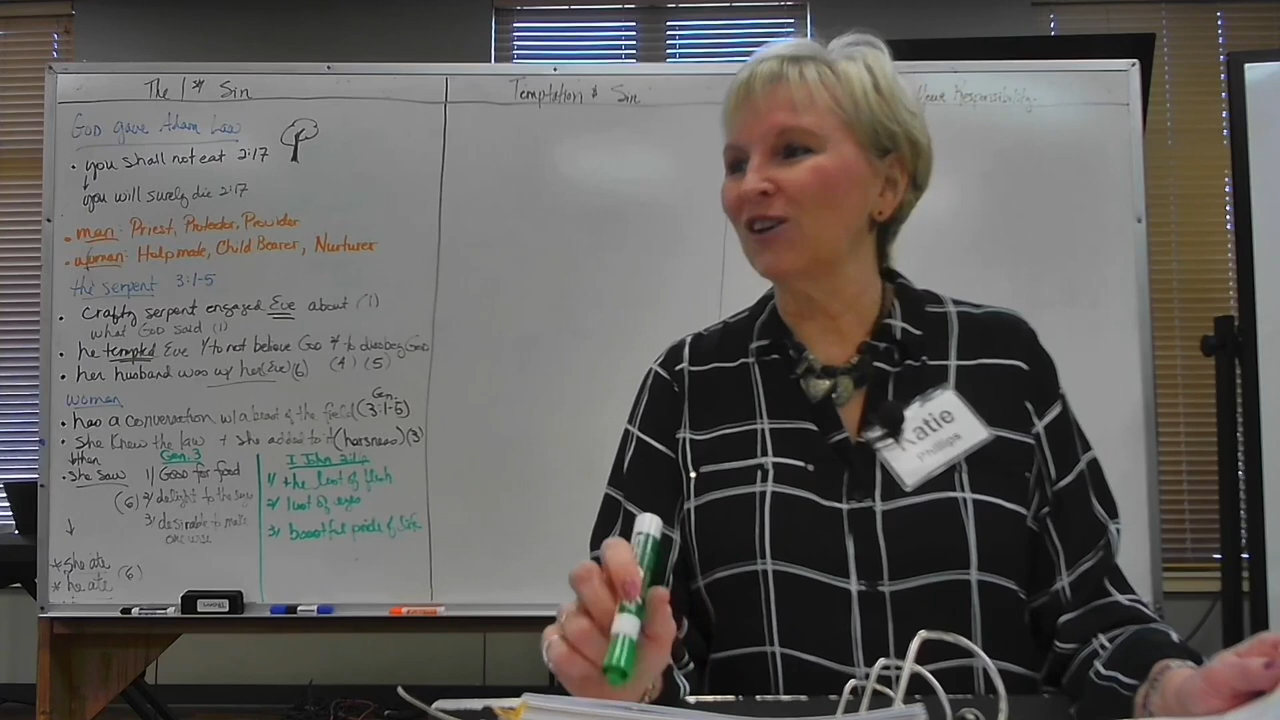 The 1st Sin
God gave Adam Law
• you shall not eat 2:17
you will surely die 2:17
• man: Priest, Protector, Provider
• woman: Helpmate, Child Bearer, Nurturer
the serpent 3:1-5
• crafty serpent engaged Eve about (1)
what God said (1)
• he tempted Eve 1/ to not believe God 2/ to disobey God
• her husband was w/ her (Eve) (6) (4) (5)
woman
• has a conversation w/ a beast of the field (Gen. 3:1-5)
• She knew the law + she added to it (harshness) (3)
then Gen. 3
• She saw 1/ Good for food
(6) 2/ delight to the eyes
3/ desirable to make
one wise
* She ate
* he ate (6)
I John
1/ the lust of flesh
2/ lust of eyes
3/ boastful pride of life
Temptation & Sin
Responsibility
Katie
Phillips